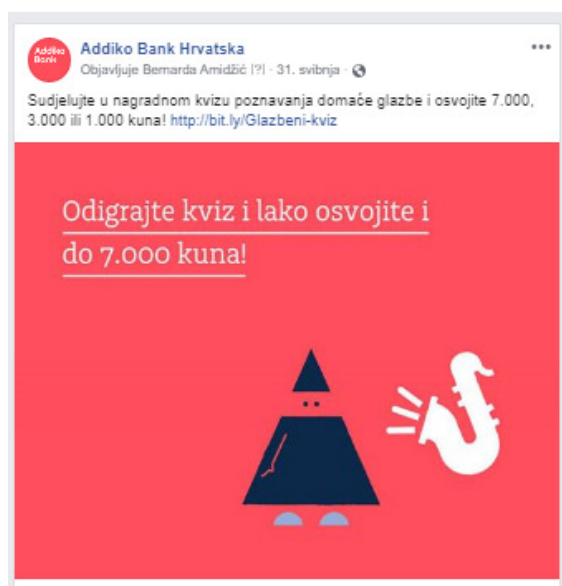 Addiko
Bank
Addiko Bank Hrvatska
Objavljuje Bernarda Amidžić [?] · 31. svibnja ·
Sudjelujte u nagradnom kvizu poznavanja domaće glazbe i osvojite 7.000,
3.000 ili 1.000 kuna! http://bit.ly/Glazbeni-kviz
Odigrajte kviz i lako osvojite i
do 7.000 kuna!